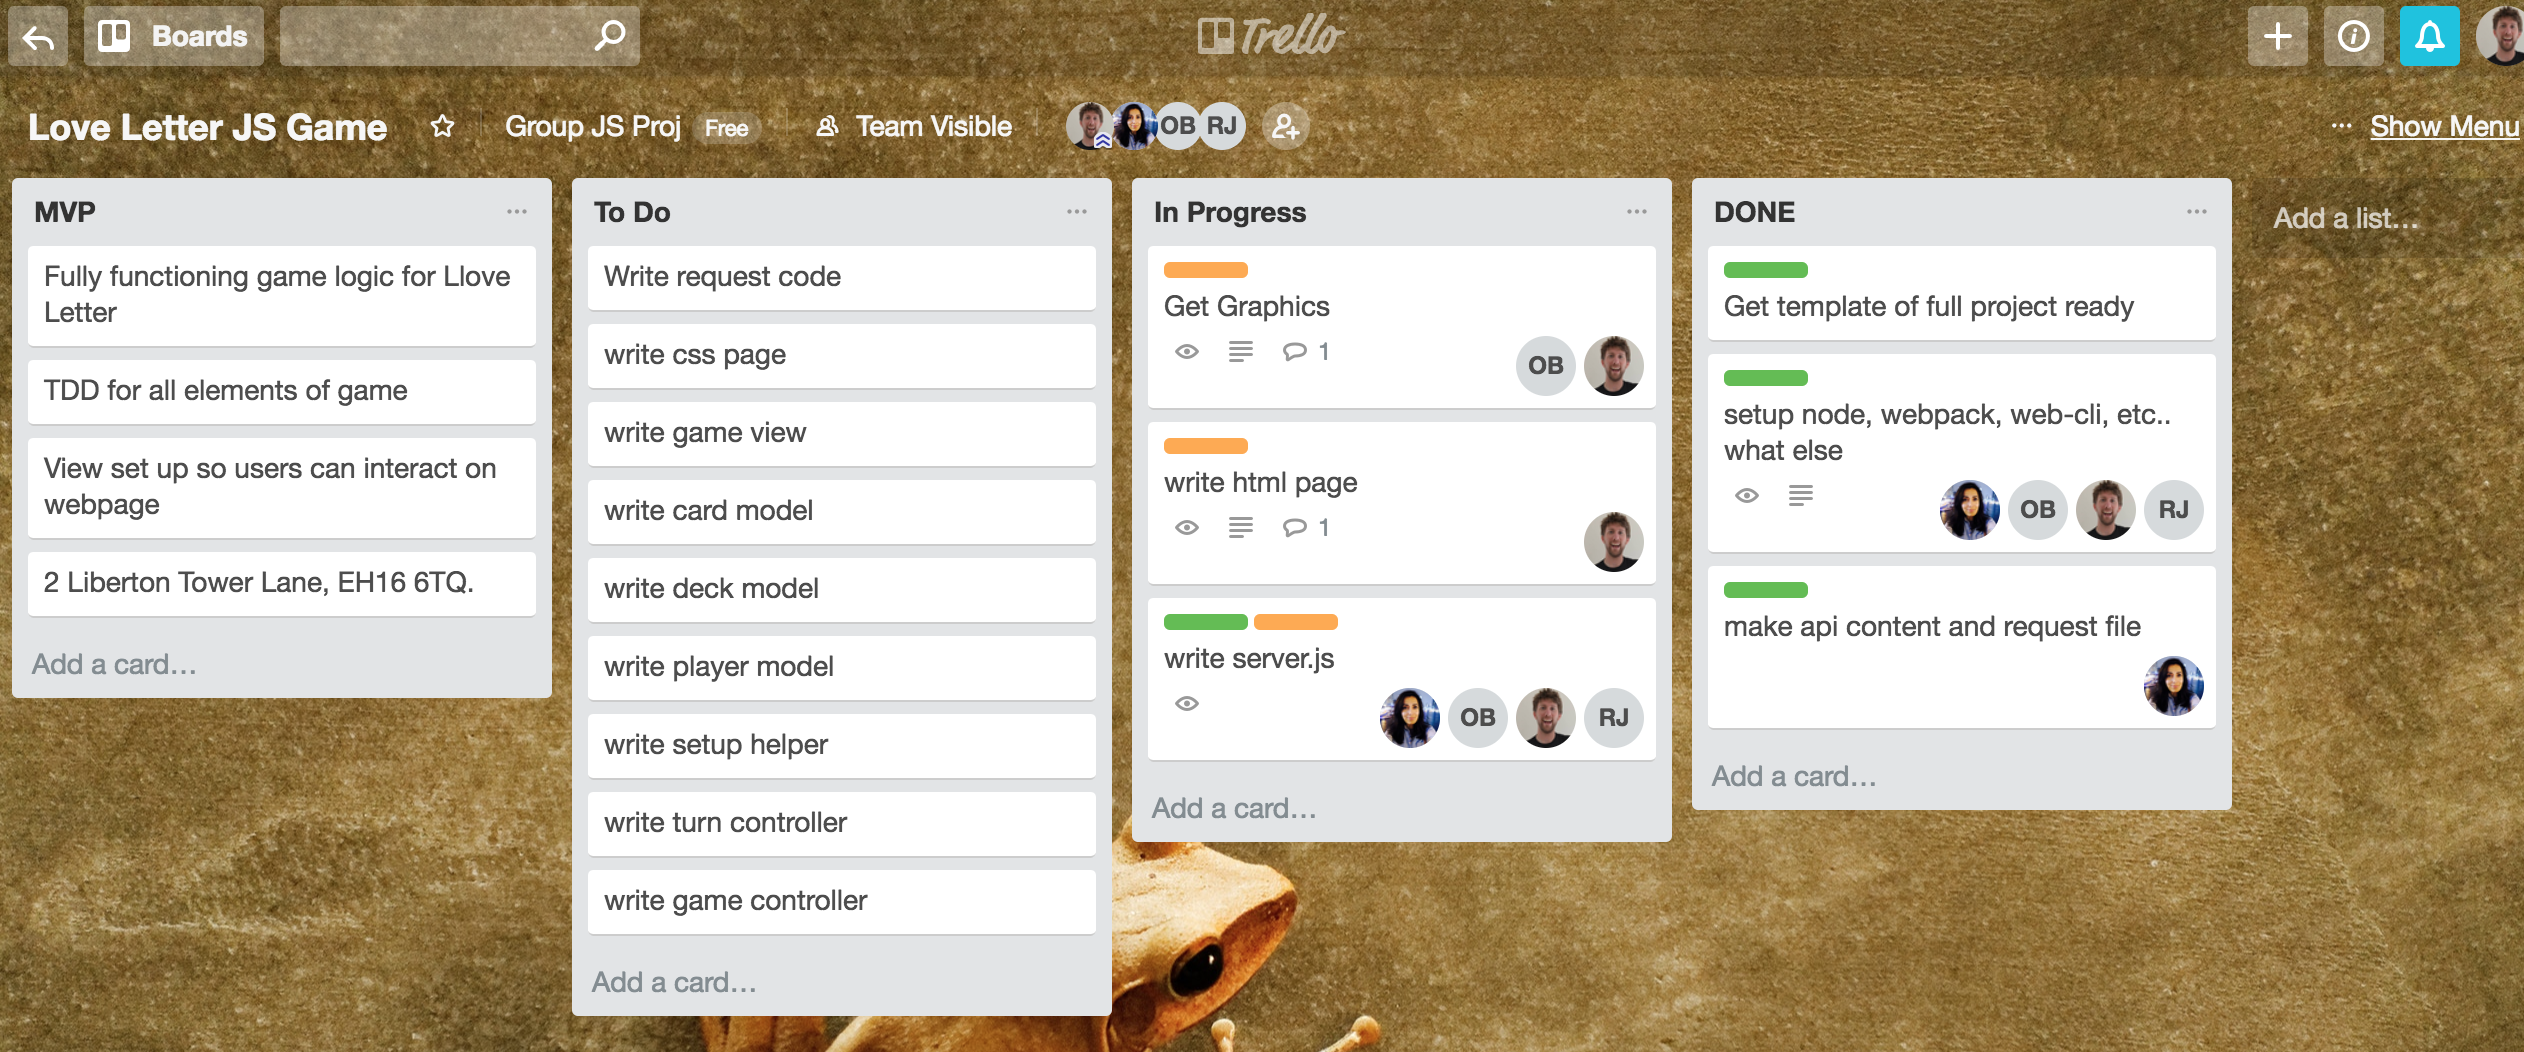 Boards
Trello
Love Letter JS Game
Group JS Proj Free
Team Visible
OB RJ
... Show Menu
MVP ...
Fully functioning game logic for Llove
Letter
TDD for all elements of game
View set up so users can interact on
webpage
2 Liberton Tower Lane, EH16 6TQ.
Add a card...
To Do ...
Write request code
write css page
write game view
write card model
write deck model
write player model
write setup helper
write turn controller
write game controller
Add a card...
In Progress ...
Get Graphics
1
OB
write html page
1
write server.js
OB RJ
Add a card...
DONE ...
Get template of full project ready
setup node, webpack, web-cli, etc..
what else
OB RJ
make api content and request file
Add a card...
Add a list...